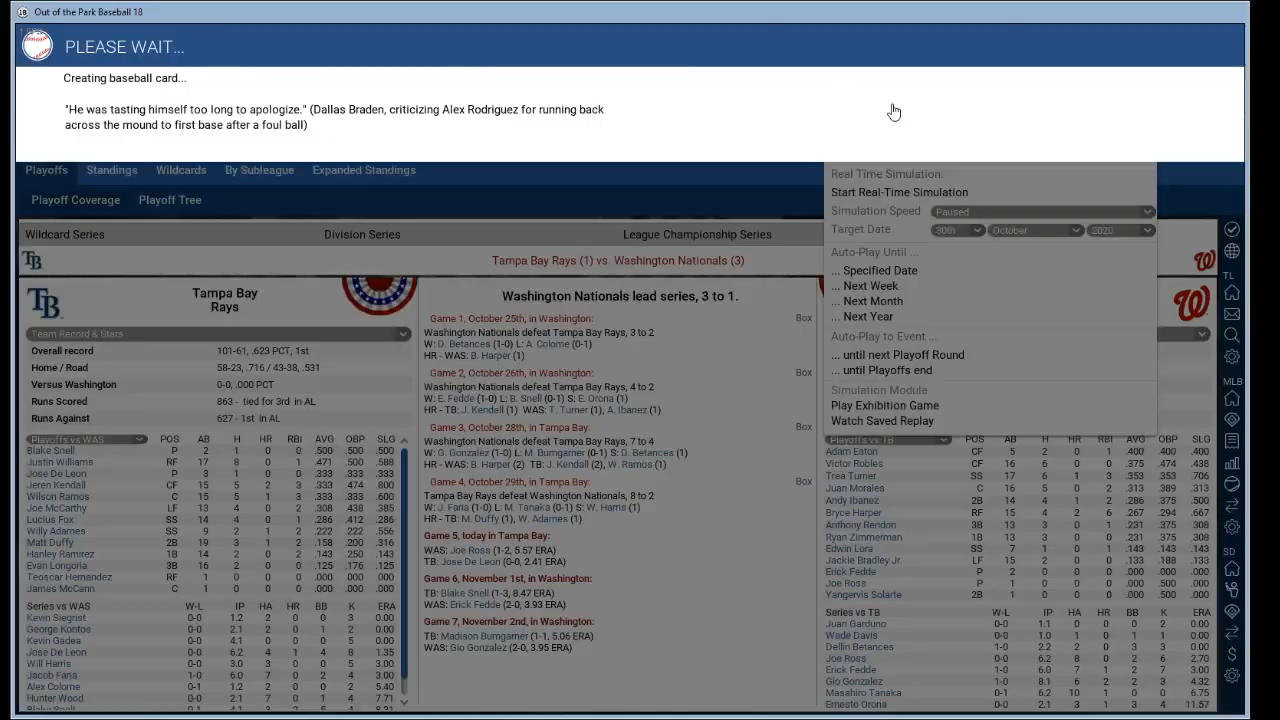 Out of the Park Baseball 18
PLEASE WAIT...
Creating baseball card...
"He was tasting himself too long to apologize." (Dallas Braden, criticizing Alex Rodriguez for running back
across the mound to first base after a foul ball)
Playoffs Standings Wildcards By Subleague Expanded Standings
Playoff Coverage Playoff Tree
Real Time Simulation:
Start Real-Time Simulation
Simulation Speed Paused
Target Date 30th October 2020
Auto-Play Until ...
... Specified Date
... Next Week
... Next Month
... Next Year
Auto-Play to Event ...
... until next Playoff Round
... until Playoffs end
Simulation Module
Play Exhibition Game
Watch Saved Replay
Wildcard Series Division Series League Championship Series
TB Tampa Bay Rays (1) vs. Washington Nationals (3) W
TB Tampa Bay
Rays
Team Record & Stars
Overall record 101-61, .623 PCT, 1st
Home / Road 58-23, .716 / 43-38, .531
Versus Washington 0-0, .000 PCT
Runs Scored 863 - tied for 3rd in AL
Runs Against 627 - 1st in AL
Playoffs vs WAS POS AB H HR RBI AVG OBP SLG
Blake Snell P 2 1 0 0 .500 .500 .500
Justin Williams RF 17 8 0 1 .471 .500 .588
Jose De Leon P 3 1 0 0 .333 .333 .333
Jeren Kendall CF 15 5 2 3 .333 .474 .800
Wilson Ramos C 15 5 1 3 .333 .333 .600
Joe McCarthy LF 13 4 0 2 .308 .438 .385
Lucius Fox SS 14 4 0 1 .286 .412 .286
Willy Adames SS 9 2 1 2 .222 .222 .556
Matt Duffy 2B 19 3 1 2 .158 .200 .316
Hanley Ramirez 1B 14 2 0 0 .143 .250 .143
Evan Longoria 3B 16 2 0 0 .125 .176 .125
Teoscar Hernandez RF 1 0 0 0 .000 .000 .000
James McCann C 1 0 0 0 .000 .000 .000
Series vs WAS W-L IP HA HR BB K ERA
Kevin Siegrist 0-0 1.2 2 0 0 3 0.00
George Kontos 0-0 2.1 2 0 1 2 0.00
Kevin Gadea 0-0 4.1 0 0 0 5 0.00
Jose De Leon 0-0 6.2 4 1 4 8 1.35
Will Harris 0-0 3.0 3 0 0 5 3.00
Jacob Faria 1-0 6.0 7 0 2 4 3.00
Alex Colome 0-1 1.2 2 0 0 2 5.40
Hunter Wood 0-0 2.1 7 0 1 4 7.71
Washington Nationals lead series, 3 to 1.
Game 1, October 25th, in Washington: Box
Washington Nationals defeat Tampa Bay Rays, 3 to 2
W: D. Betances (1-0) L: A. Colome (0-1)
HR - WAS: B. Harper (1)
Game 2, October 26th, in Washington: Box
Washington Nationals defeat Tampa Bay Rays, 4 to 2
W: E. Fedde (1-0) L: B. Snell (0-1) S: E. Orona (1)
HR - TB: J. Kendall (1) WAS: T. Turner (1), A. Ibanez (1)
Game 3, October 28th, in Tampa Bay: Box
Washington Nationals defeat Tampa Bay Rays, 7 to 4
W: G. Gonzalez (1-0) L: M. Bumgarner (0-1) S: D. Betances (1)
HR - WAS: B. Harper (2) TB: J. Kendall (2), W. Ramos (1)
Game 4, October 29th, in Tampa Bay: Box
Tampa Bay Rays defeat Washington Nationals, 8 to 2
W: J. Faria (1-0) L: M. Tanaka (0-1) S: W. Harris (1)
HR - TB: M. Duffy (1), W. Adames (1)
Game 5, today in Tampa Bay:
WAS: Joe Ross (1-2, 5.57 ERA)
TB: Jose De Leon (0-0, 2.41 ERA)
Game 6, November 1st, in Washington:
TB: Blake Snell (1-3, 8.47 ERA)
WAS: Erick Fedde (2-0, 3.93 ERA)
Game 7, November 2nd, in Washington:
TB: Madison Bumgarner (1-1, 5.06 ERA)
WAS: Gio Gonzalez (2-0, 3.95 ERA)
W
Playoffs vs TB POS AB H HR RBI AVG OBP SLG
Adam Eaton CF 5 2 0 0 .400 .400 .400
Victor Robles CF 16 6 0 1 .375 .474 .438
Trea Turner SS 17 6 1 3 .353 .353 .706
Juan Morales C 16 5 0 2 .313 .389 .313
Andy Ibanez 2B 14 4 1 1 .286 .375 .500
Bryce Harper RF 15 4 2 6 .267 .294 .667
Anthony Rendon 3B 13 3 0 0 .231 .375 .308
Ryan Zimmerman 1B 13 3 0 1 .231 .375 .308
Edwin Lora SS 7 1 0 0 .143 .143 .143
Jackie Bradley Jr. LF 15 2 0 0 .133 .188 .133
Erick Fedde P 2 0 0 0 .000 .000 .000
Joe Ross P 1 0 0 0 .000 .500 .000
Yangervis Solarte 2B 1 0 0 0 .000 .500 .000
Series vs TB W-L IP HA HR BB K ERA
Juan Garduno 0-0 1.1 0 0 0 0 0.00
Wade Davis 0-0 1.0 1 0 0 2 0.00
Dellin Betances 1-0 2.2 0 0 2 3 0.00
Joe Ross 0-0 6.2 8 0 2 6 2.70
Erick Fedde 1-0 6.0 7 1 2 7 3.00
Gio Gonzalez 1-0 8.1 6 2 2 3 4.32
Masahiro Tanaka 0-1 6.2 10 1 0 4 6.75
Ernesto Orona 0-0 2.1 3 1 3 4 11.57
TL
MLB
SD
$